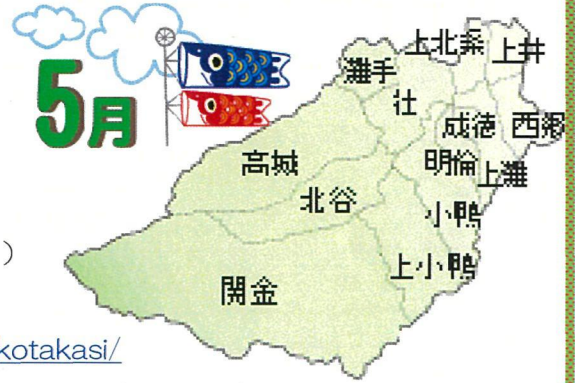 5月
上北条
上井
灘手
社
成徳
西郷
高城
明倫
上灘
北谷
小鴨
)
上小鴨
関金
kotakasi/